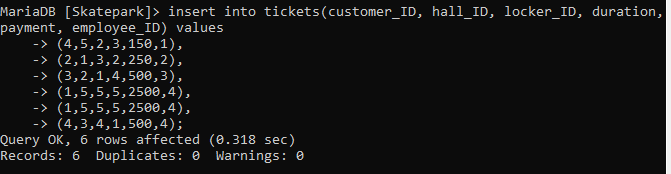 MariaDB [Skatepark]> insert into tickets(customer_ID, hall_ID, locker_ID, duration,
payment, employee_ID) values
    -> (4,5,2,3,150,1),
    -> (2,1,3,2,250,2),
    -> (3,2,1,4,500,3),
    -> (1,5,5,5,2500,4),
    -> (1,5,5,5,2500,4),
    -> (4,3,4,1,500,4);
Query OK, 6 rows affected (0.318 sec)
Records: 6  Duplicates: 0  Warnings: 0